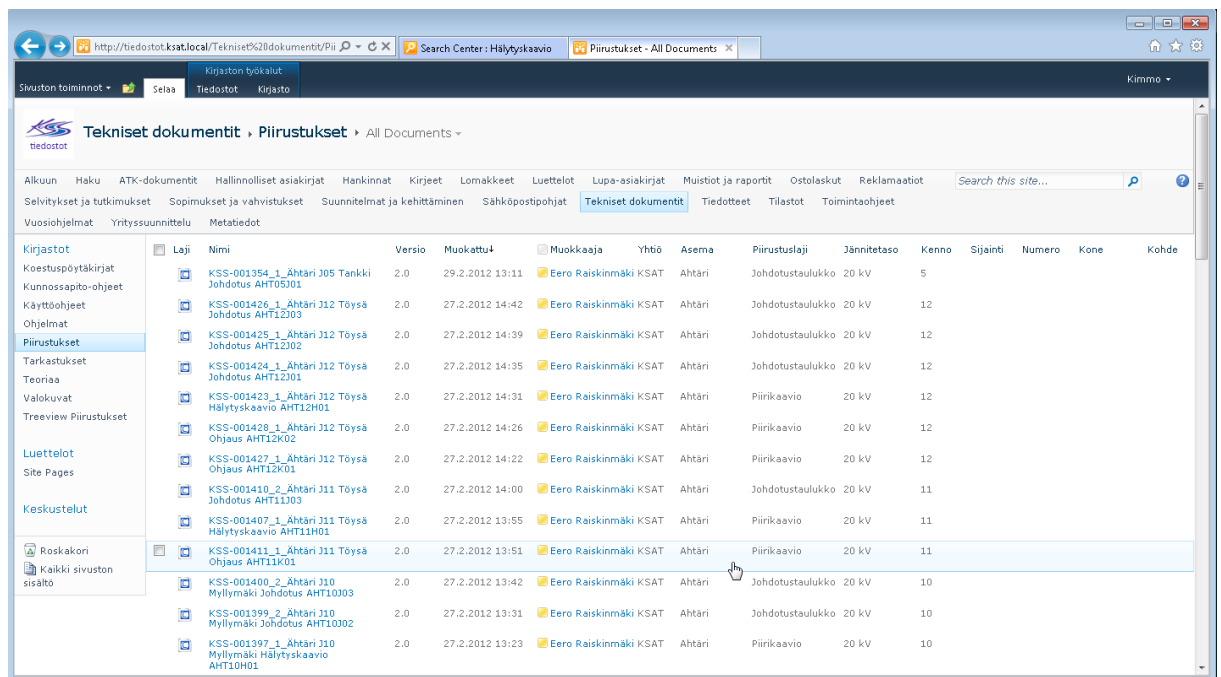 http://tiedostot.ksat.local/Tekniset%20dokumentit/Pii
Search Center : Hälytyskaavio
Piirustukset - All Documents
Kirjaston työkalut
Sivuston toiminnot
Selaa
Tiedostot
Kirjasto
Kimmo
KSS
tiedostot
Tekniset dokumentit ▸ Piirustukset ▸ All Documents
Alkuun Haku ATK-dokumentit Hallinnolliset asiakirjat Hankinnat Kirjeet Lomakkeet Luettelot Lupa-asiakirjat Muistiot ja raportit Ostolaskut Reklamaatiot
Search this site...
Selvitykset ja tutkimukset Sopimukset ja vahvistukset Suunnitelmat ja kehittäminen Sähköpostipohjat Tekniset dokumentit Tiedotteet Tilastot Toimintaohjeet
Vuosiohjelmat Yrityssuunnittelu Metatiedot
Kirjastot
Koestuspöytäkirjat
Kunnossapito-ohjeet
Käyttöohjeet
Ohjelmat
Piirustukset
Tarkastukset
Teoriaa
Valokuvat
Treeview Piirustukset
Luettelot
Site Pages
Keskustelut
Roskakori
Kaikki sivuston
sisältö
Laji Nimi Versio Muokattu Muokkaaja Yhtiö Asema Piirustuslaji Jännitetaso Kenno Sijainti Numero Kone Kohde
KSS-001354_1_Ähtäri J05 Tankki 2.0 29.2.2012 13:11 Eero Raiskinmäki KSAT Ähtäri Johdotustaulukko 20 kV 5
Johdotus AHT05J01
KSS-001426_1_Ähtäri J12 Töysä 2.0 27.2.2012 14:42 Eero Raiskinmäki KSAT Ähtäri Johdotustaulukko 20 kV 12
Johdotus AHT12J03
KSS-001425_1_Ähtäri J12 Töysä 2.0 27.2.2012 14:39 Eero Raiskinmäki KSAT Ähtäri Johdotustaulukko 20 kV 12
Johdotus AHT12J02
KSS-001424_1_Ähtäri J12 Töysä 2.0 27.2.2012 14:35 Eero Raiskinmäki KSAT Ähtäri Johdotustaulukko 20 kV 12
Johdotus AHT12J01
KSS-001423_1_Ähtäri J12 Töysä 2.0 27.2.2012 14:31 Eero Raiskinmäki KSAT Ähtäri Piirikaavio 20 kV 12
Hälytyskaavio AHT12H01
KSS-001428_1_Ähtäri J12 Töysä 2.0 27.2.2012 14:26 Eero Raiskinmäki KSAT Ähtäri Piirikaavio 20 kV 12
Ohjaus AHT12K02
KSS-001427_1_Ähtäri J12 Töysä 2.0 27.2.2012 14:22 Eero Raiskinmäki KSAT Ähtäri Piirikaavio 20 kV 12
Ohjaus AHT12K01
KSS-001410_2_Ähtäri J11 Töysä 2.0 27.2.2012 14:00 Eero Raiskinmäki KSAT Ähtäri Johdotustaulukko 20 kV 11
Johdotus AHT11J03
KSS-001407_1_Ähtäri J11 Töysä 2.0 27.2.2012 13:55 Eero Raiskinmäki KSAT Ähtäri Piirikaavio 20 kV 11
Hälytyskaavio AHT11H01
KSS-001411_1_Ähtäri J11 Töysä 2.0 27.2.2012 13:51 Eero Raiskinmäki KSAT Ähtäri Piirikaavio 20 kV 11
Ohjaus AHT11K01
KSS-001400_2_Ähtäri J10 2.0 27.2.2012 13:42 Eero Raiskinmäki KSAT Ähtäri Johdotustaulukko 20 kV 10
Myllymäki Johdotus AHT10J03
KSS-001399_2_Ähtäri J10 2.0 27.2.2012 13:31 Eero Raiskinmäki KSAT Ähtäri Johdotustaulukko 20 kV 10
Myllymäki Johdotus AHT10J02
KSS-001397_1_Ähtäri J10 2.0 27.2.2012 13:23 Eero Raiskinmäki KSAT Ähtäri Piirikaavio 20 kV 10
Myllymäki Hälytyskaavio
AHT10H01